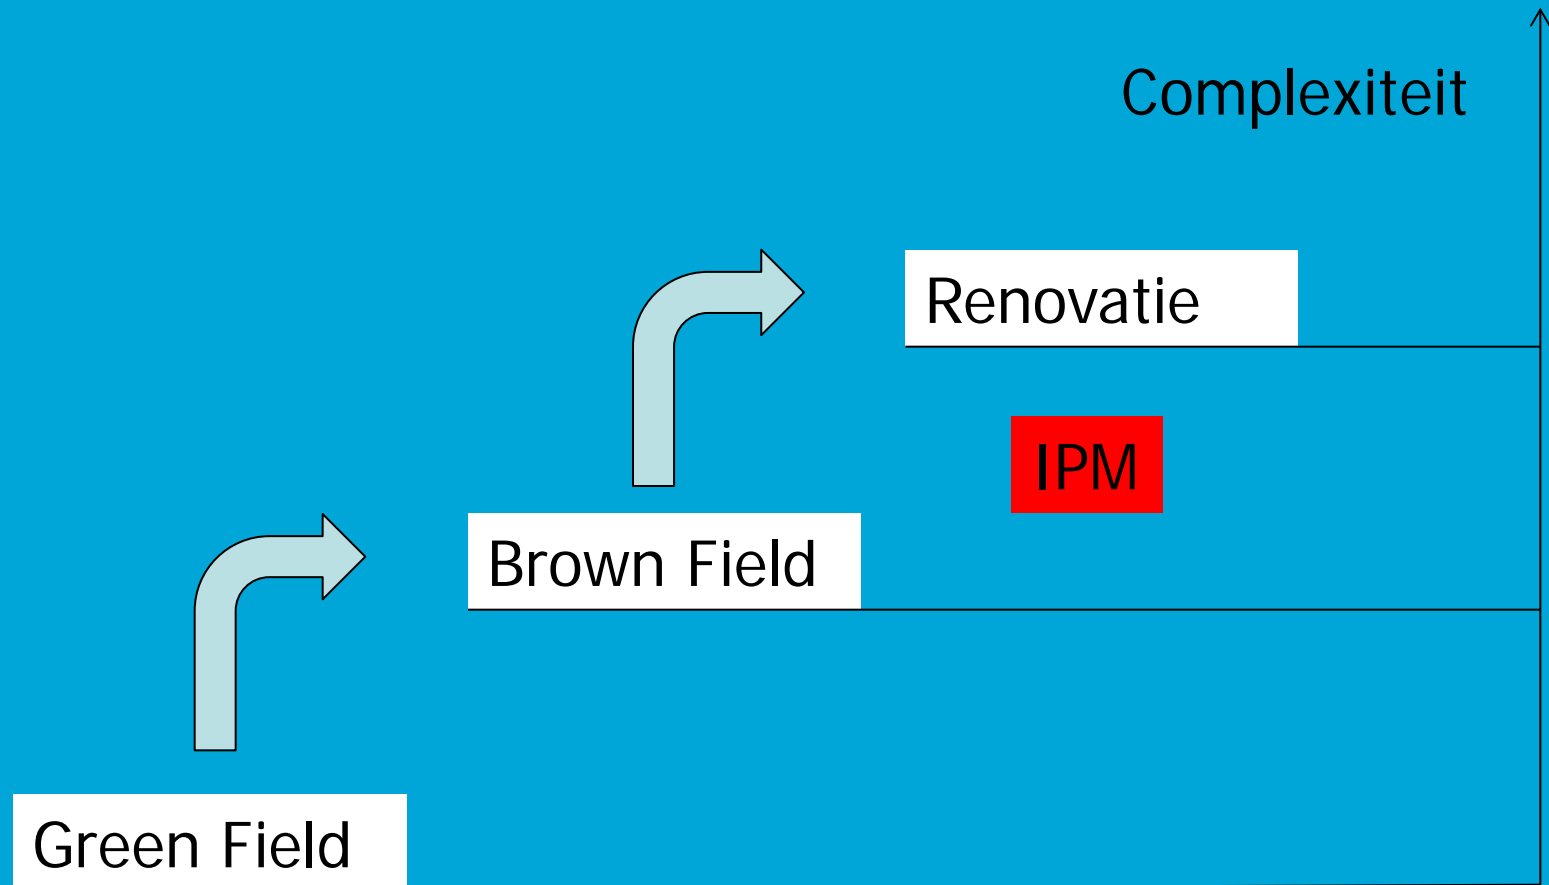 Complexiteit
Renovatie
IPM
Brown Field
Green Field